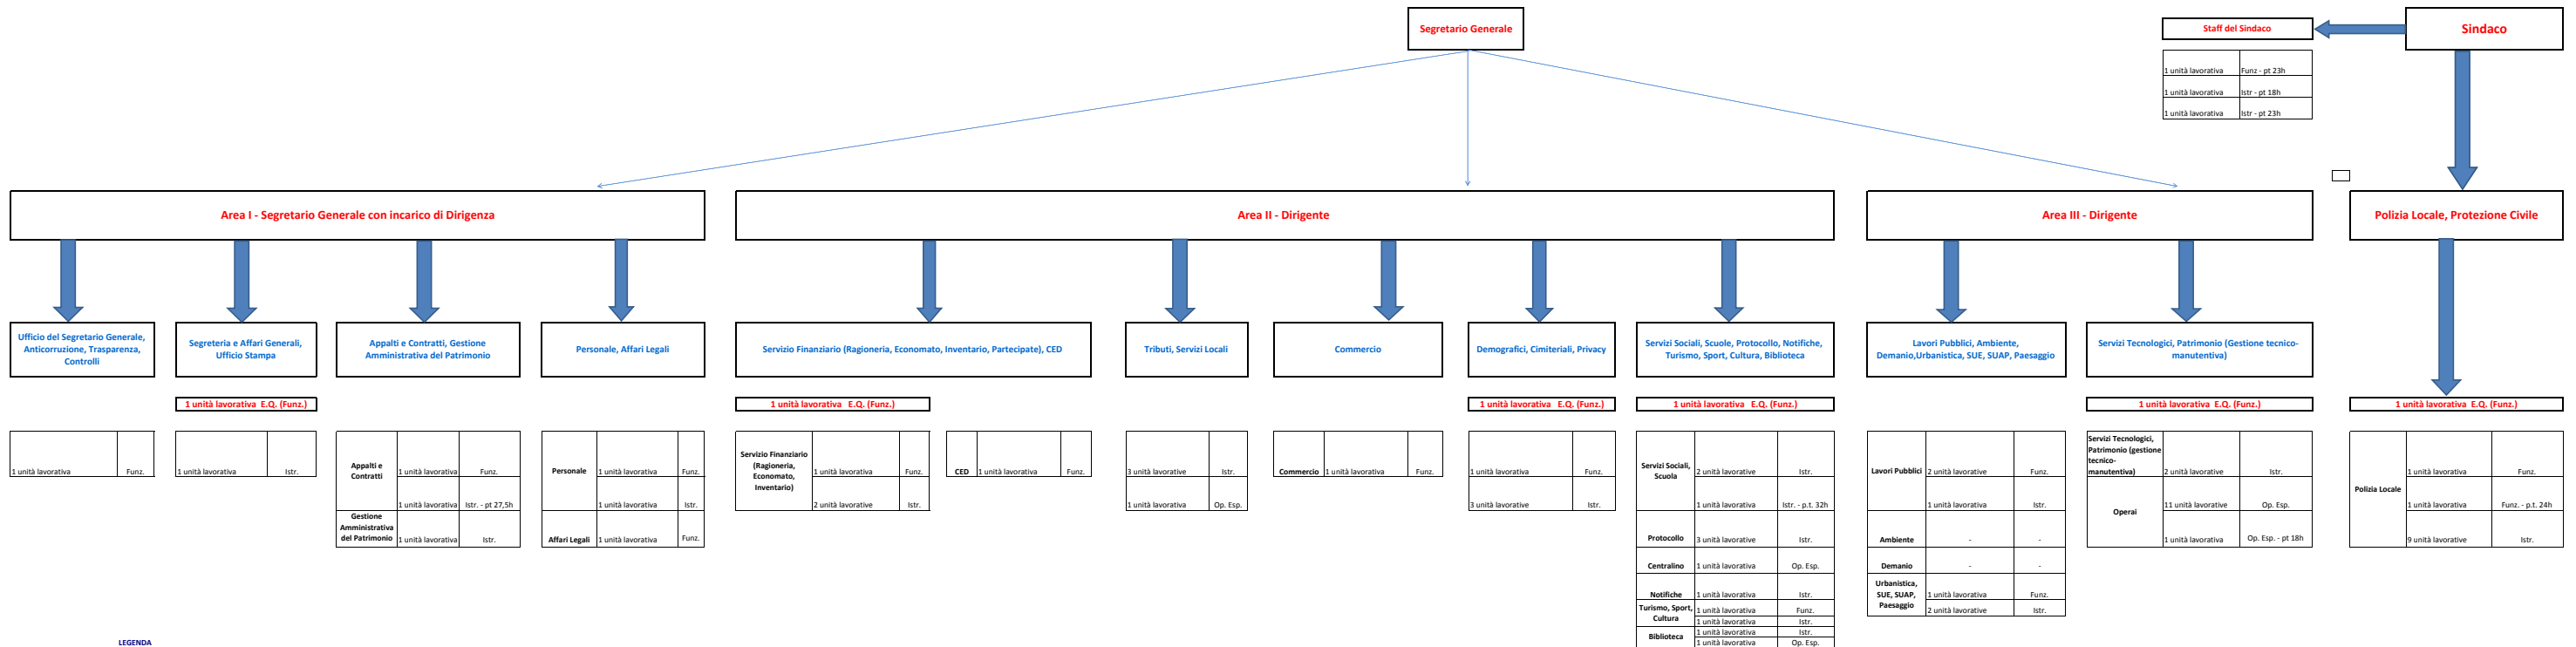 Segretario Generale
Staff del Sindaco
Sindaco
1 unità lavorativa Funz - pt 23h
1 unità lavorativa Istr - pt 18h
1 unità lavorativa Istr - pt 23h
Area I - Segretario Generale con incarico di Dirigenza
Area II - Dirigente
Area III - Dirigente
Polizia Locale, Protezione Civile
Ufficio del Segretario Generale,
Anticorruzione, Trasparenza,
Controlli
Segreteria e Affari Generali,
Ufficio Stampa
Appalti e Contratti, Gestione
Amministrativa del Patrimonio
Personale, Affari Legali
Servizio Finanziario (Ragioneria, Economato, Inventario, Partecipate), CED
Tributi, Servizi Locali
Commercio
Demografici, Cimiteriali, Privacy
Servizi Sociali, Scuole, Protocollo, Notifiche,
Turismo, Sport, Cultura, Biblioteca
Lavori Pubblici, Ambiente,
Demanio,Urbanistica, SUE, SUAP, Paesaggio
Servizi Tecnologici, Patrimonio (Gestione tecnico-
manutentiva)
1 unità lavorativa E.Q. (Funz.)
1 unità lavorativa E.Q. (Funz.)
1 unità lavorativa E.Q. (Funz.)
1 unità lavorativa E.Q. (Funz.)
1 unità lavorativa E.Q. (Funz.)
1 unità lavorativa E.Q. (Funz.)
1 unità lavorativa Funz.
1 unità lavorativa Istr.
Appalti e
Contratti
1 unità lavorativa Funz.
1 unità lavorativa Istr. - pt 27,5h
Gestione
Amministrativa
del Patrimonio
1 unità lavorativa Istr.
Personale
1 unità lavorativa Funz.
1 unità lavorativa Istr.
Affari Legali 1 unità lavorativa Funz.
Servizio Finanziario
(Ragioneria,
Economato,
Inventario)
1 unità lavorativa Funz.
2 unità lavorative Istr.
CED 1 unità lavorativa Funz.
3 unità lavorative Istr.
1 unità lavorativa Op. Esp.
Commercio 1 unità lavorativa Funz.
1 unità lavorativa Funz.
3 unità lavorative Istr.
Servizi Sociali,
Scuola
2 unità lavorative Istr.
1 unità lavorativa Istr. - p.t. 32h
Protocollo 3 unità lavorative Istr.
Centralino 1 unità lavorativa Op. Esp.
Notifiche 1 unità lavorativa Istr.
Turismo, Sport,
Cultura
1 unità lavorativa Funz.
1 unità lavorativa Istr.
Biblioteca
1 unità lavorativa Istr.
1 unità lavorativa Op. Esp.
Lavori Pubblici
2 unità lavorative Funz.
1 unità lavorativa Istr.
Ambiente - -
Demanio - -
Urbanistica,
SUE, SUAP,
Paesaggio
1 unità lavorativa Funz.
2 unità lavorative Istr.
Servizi Tecnologici,
Patrimonio (gestione
tecnico-
manutentiva)
2 unità lavorative Istr.
Operai
11 unità lavorative Op. Esp.
1 unità lavorativa Op. Esp. - pt 18h
Polizia Locale
1 unità lavorativa Funz.
1 unità lavorativa Funz. - p.t. 24h
9 unità lavorative Istr.
LEGENDA